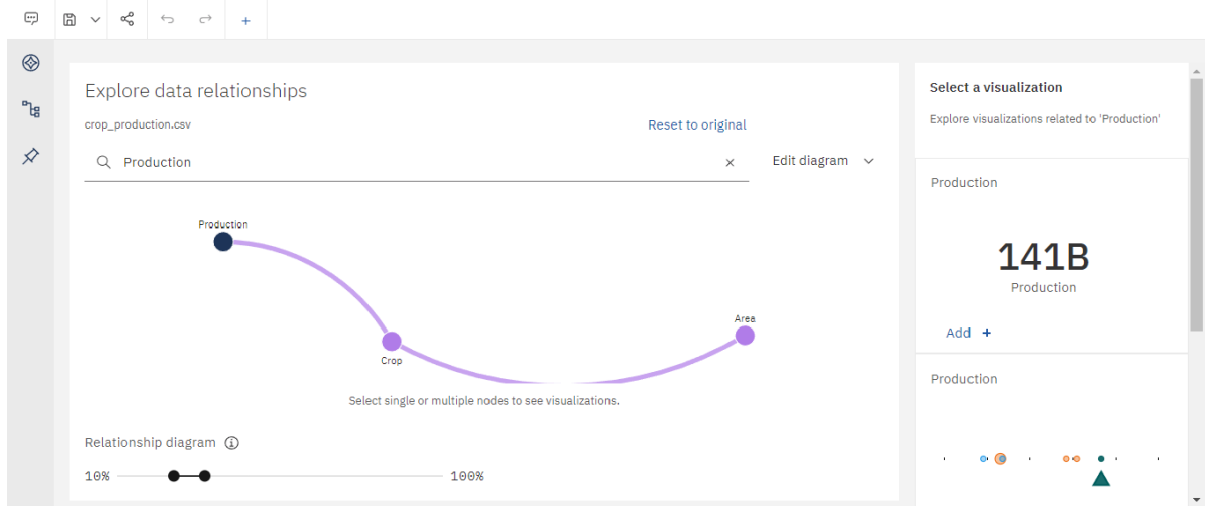 Explore data relationships
crop_production.csv
Reset to original
Production
Edit diagram
Production
Crop
Area
Select single or multiple nodes to see visualizations.
Relationship diagram
10%
100%
Select a visualization
Explore visualizations related to 'Production'
Production
141B
Production
Add +
Production